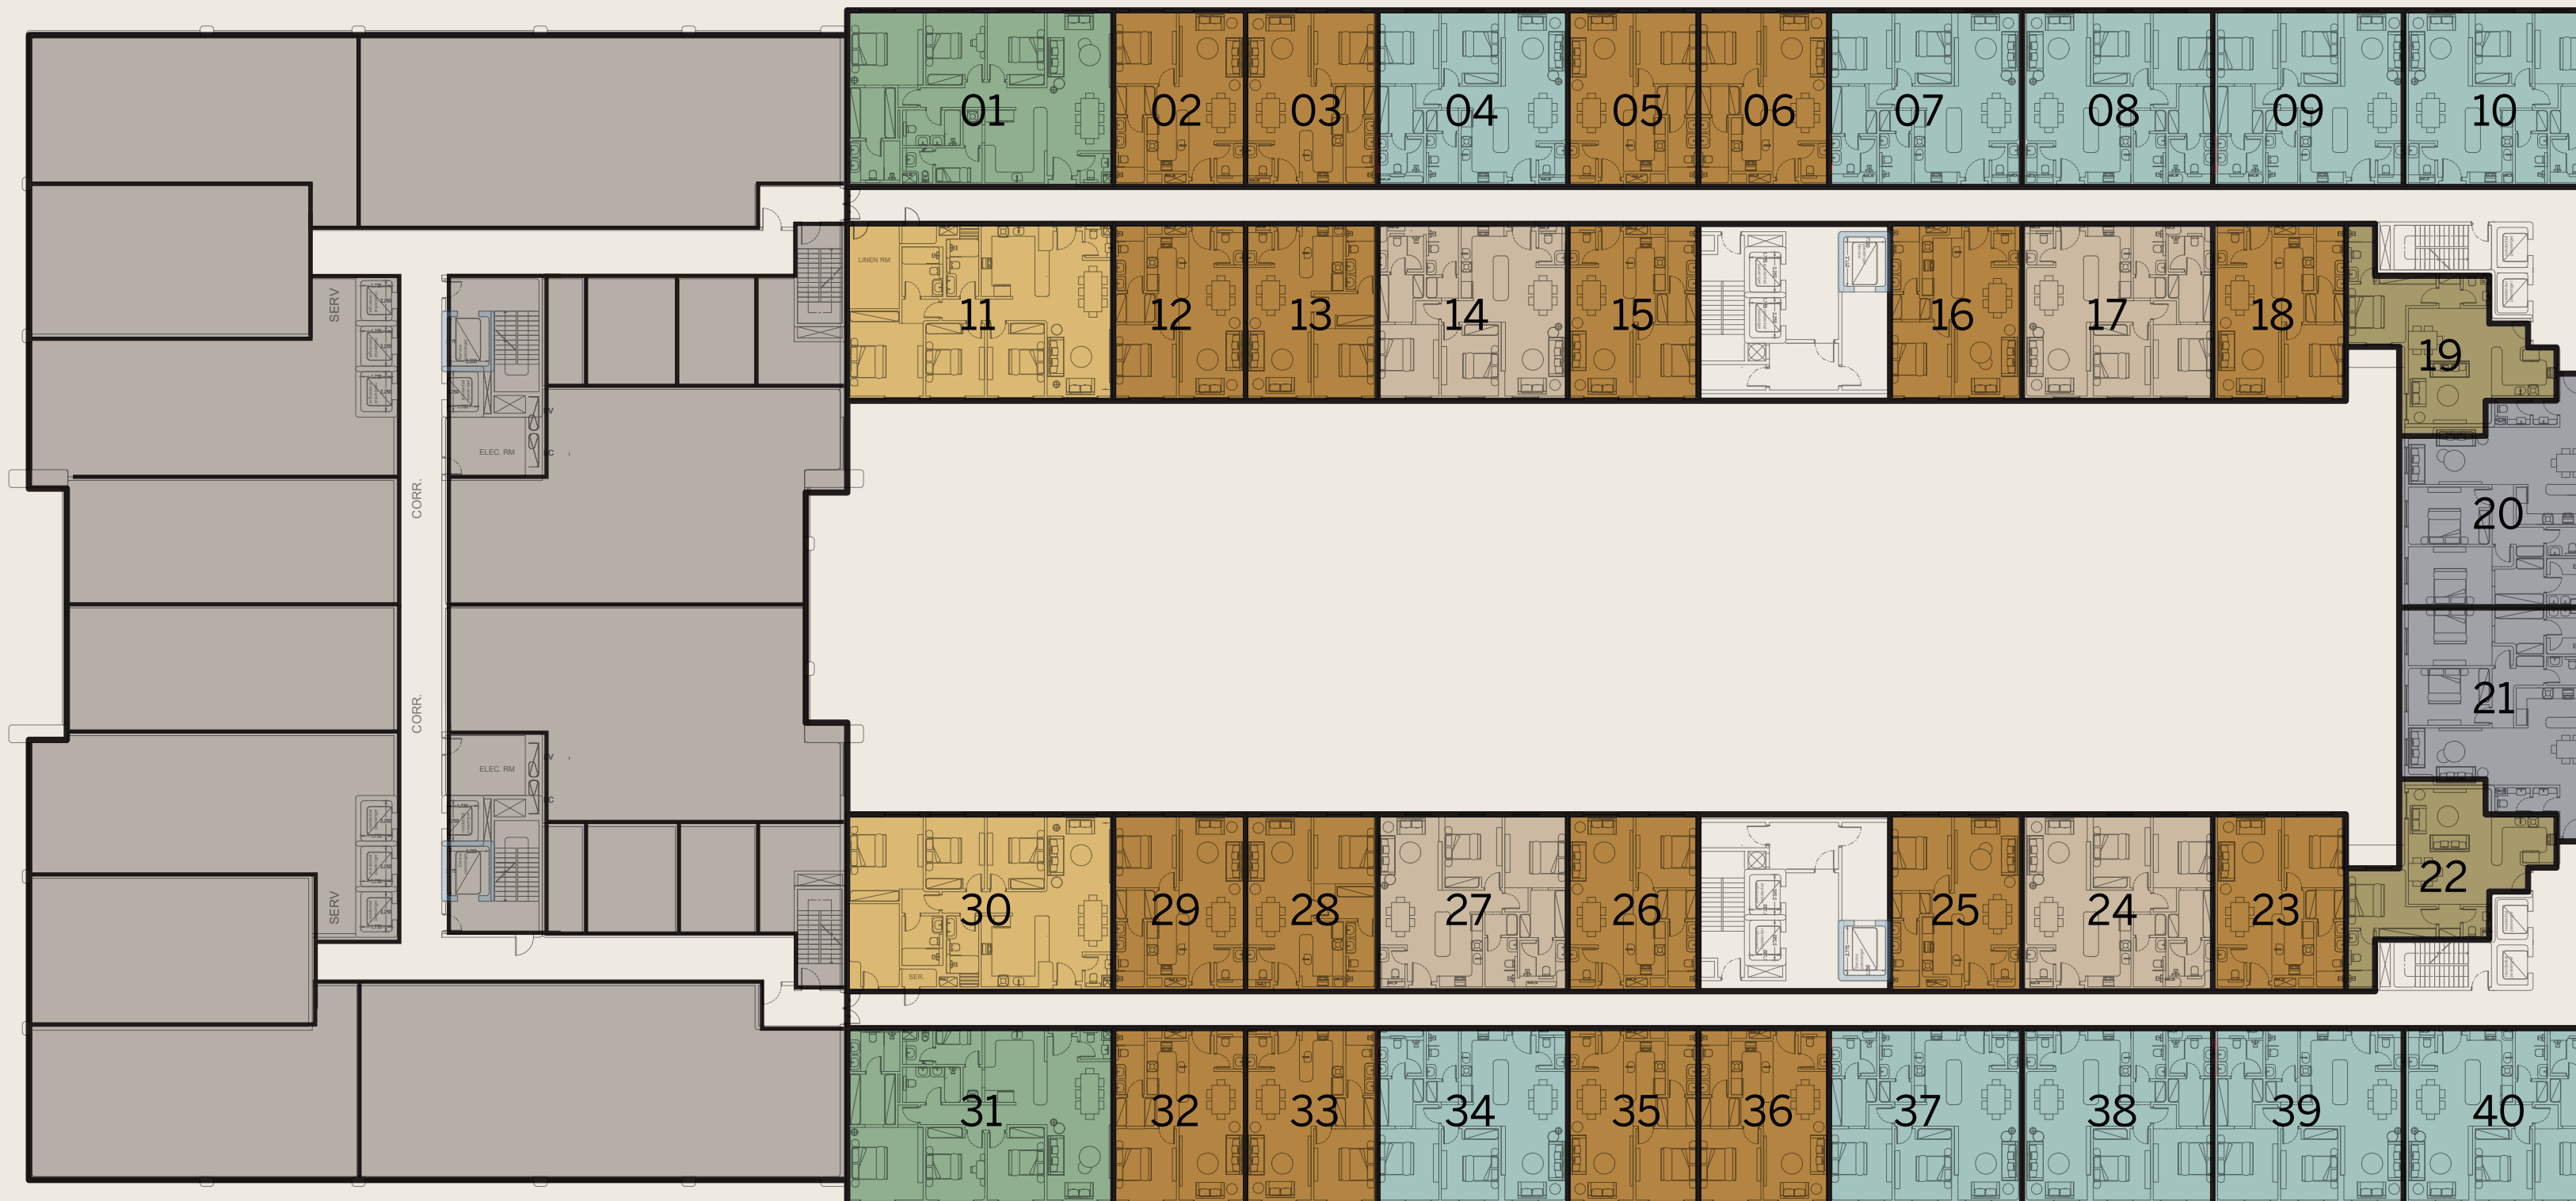 01 02 03 04 05 06 07 08 09 10
LINEN RM
SERV
11 12 13 14 15 16 17 18
19
ELEC. RM
CORR.
20
CORR.
21
ELEC. RM
22
SERV
30 29 28 27 26 25 24 23
SER.
31 32 33 34 35 36 37 38 39 40